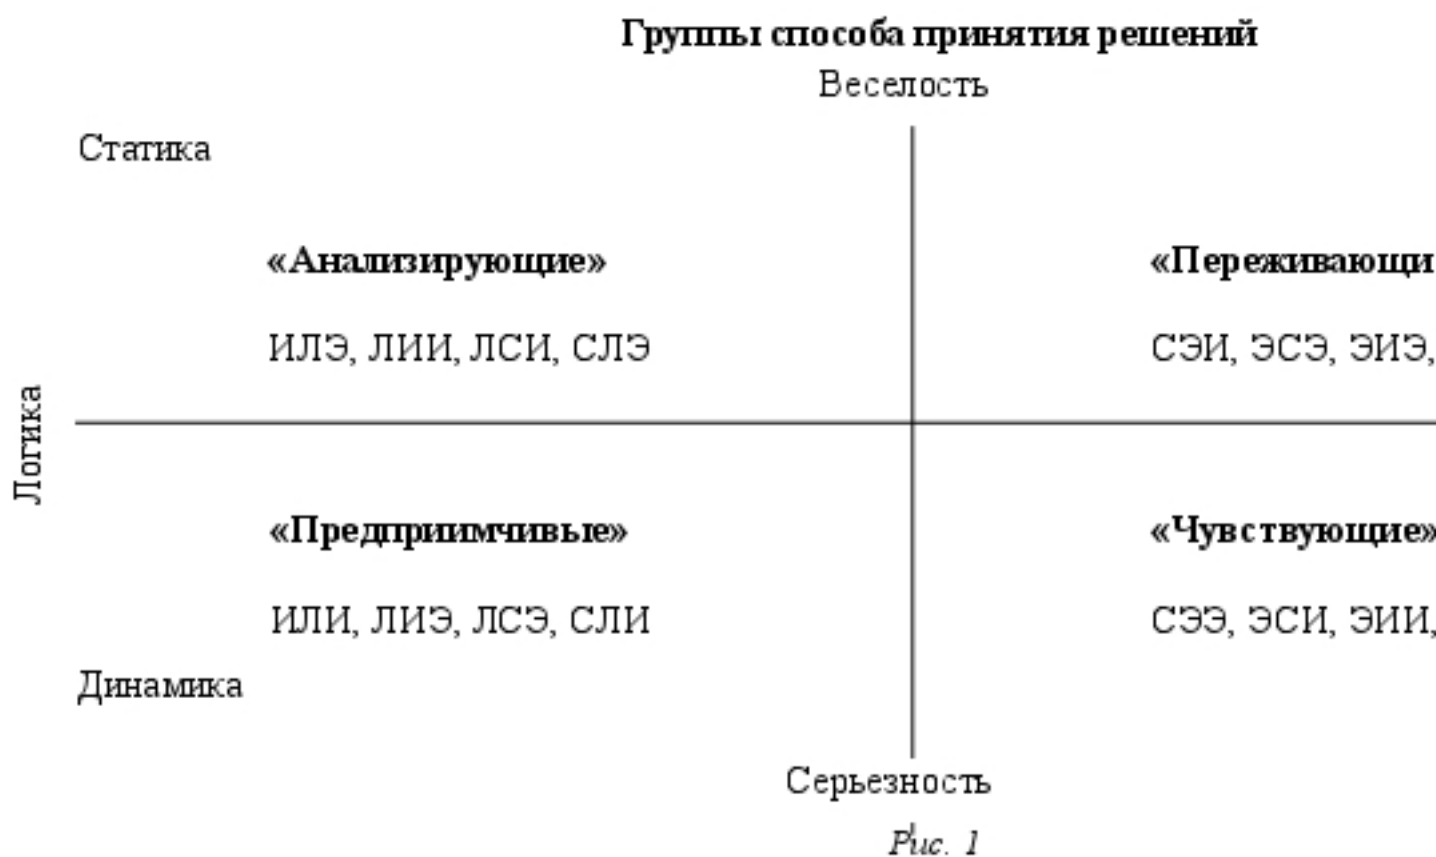 Группы способа принятия решений
Веселость
Статика
«Анализирующие» «Переживающи
ИЛЭ, ЛИИ, ЛСИ, СЛЭ СЭИ, ЭСЭ, ЭИЭ,
Логика
«Предприимчивые» «Чувствующие»
ИЛИ, ЛИЭ, ЛСЭ, СЛИ СЭЭ, ЭСИ, ЭИИ,
Динамика
Серьезность
Рис. 1